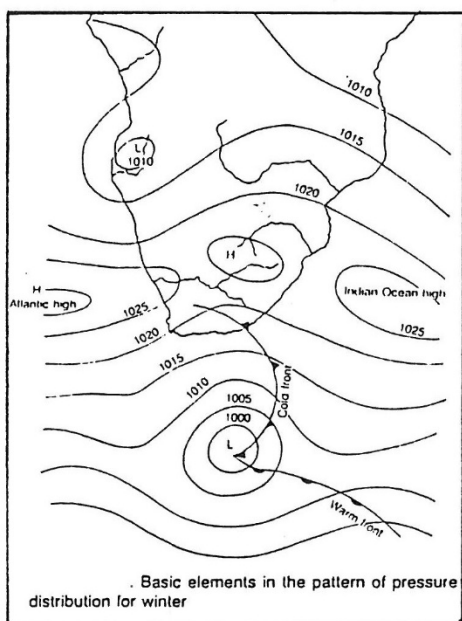 1010
1015
L
1010
1020
H
H
Atlantic high
Indian Ocean high
1025
1025
1020
1015
1010
1005
1000
Cold front
L
Warm front
. Basic elements in the pattern of pressure
distribution for winter